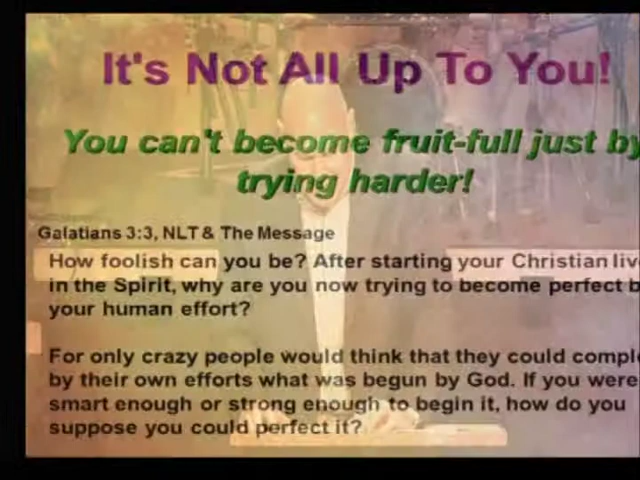 It's Not All Up To You!
You can't become fruit-full just by
trying harder!
Galatians 3:3, NLT & The Message
How foolish can you be? After starting your Christian liv
in the Spirit, why are you now trying to become perfect b
your human effort?
For only crazy people would think that they could compl
by their own efforts what was begun by God. If you were
smart enough or strong enough to begin it, how do you
suppose you could perfect it?